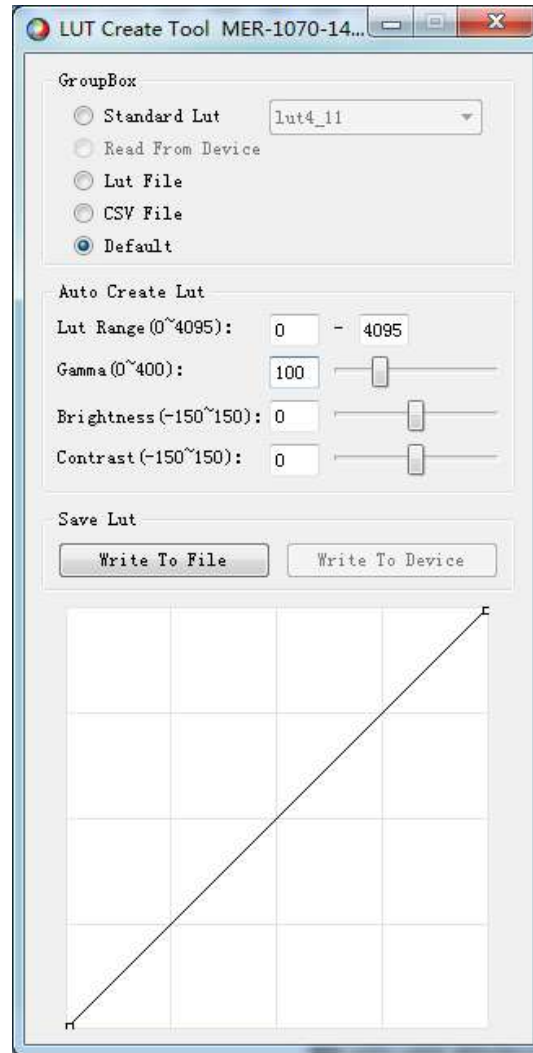 LUT Create Tool MER-1070-14...
GroupBox
Standard Lut lut4_11
Read From Device
Lut File
CSV File
Default
Auto Create Lut
Lut Range(0~4095): 0 - 4095
Gamma(0~400): 100
Brightness(-150~150): 0
Contrast(-150~150): 0
Save Lut
Write To File Write To Device